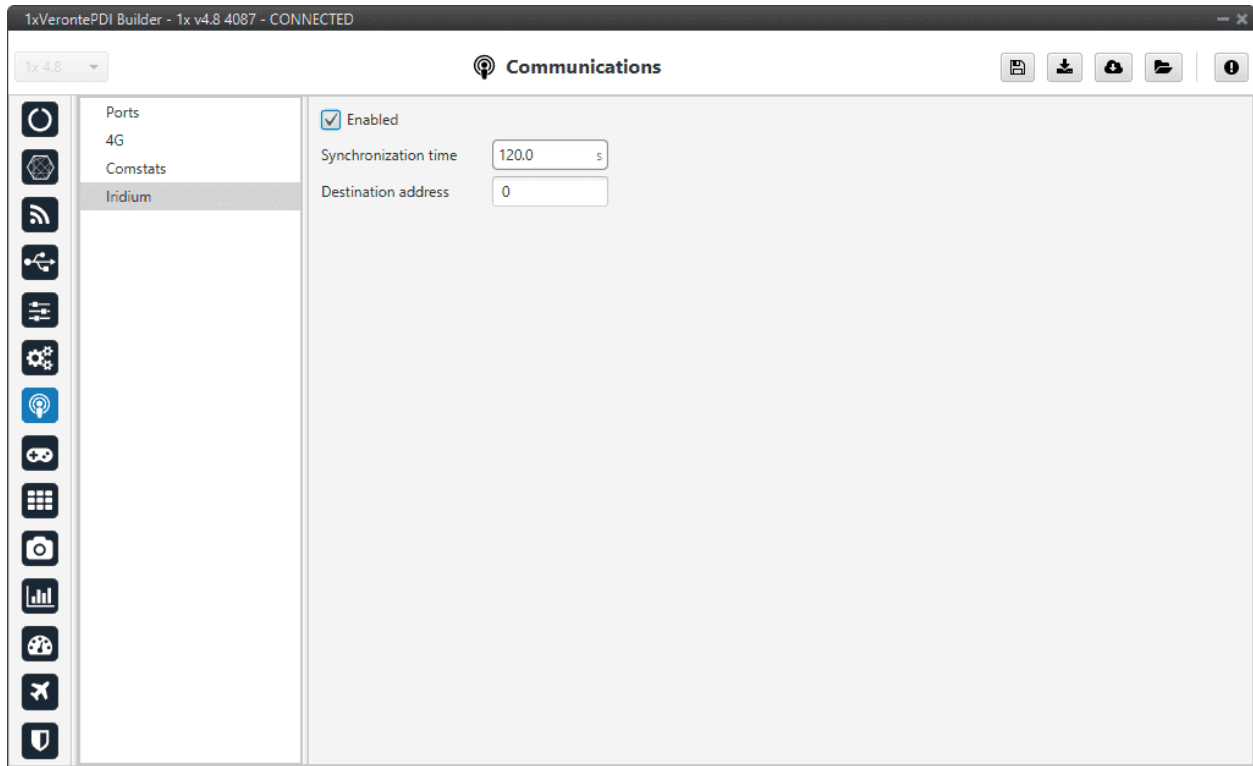 1xVerontePDI Builder - 1x v4.8 4087 - CONNECTED
1x 4.8
Communications
Ports
4G
Comstats
Iridium
Enabled
Synchronization time 120.0 s
Destination address 0